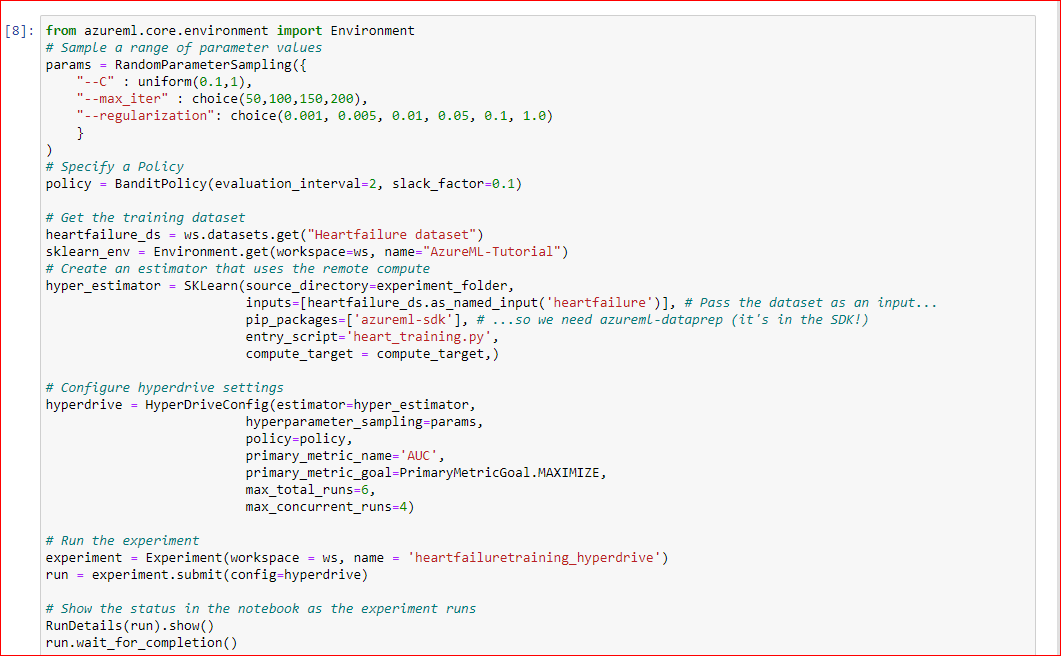 [8]: from azureml.core.environment import Environment
# Sample a range of parameter values
params = RandomParameterSampling({
    "--C" : uniform(0.1,1),
    "--max_iter" : choice(50,100,150,200),
    "--regularization": choice(0.001, 0.005, 0.01, 0.05, 0.1, 1.0)
    }
)
# Specify a Policy
policy = BanditPolicy(evaluation_interval=2, slack_factor=0.1)

# Get the training dataset
heartfailure_ds = ws.datasets.get("Heartfailure dataset")
sklearn_env = Environment.get(workspace=ws, name="AzureML-Tutorial")
# Create an estimator that uses the remote compute
hyper_estimator = SKLearn(source_directory=experiment_folder,
                          inputs=[heartfailure_ds.as_named_input('heartfailure')], # Pass the dataset as an input...
                          pip_packages=['azureml-sdk'], # ...so we need azureml-dataprep (it's in the SDK!)
                          entry_script='heart_training.py',
                          compute_target = compute_target,)

# Configure hyperdrive settings
hyperdrive = HyperDriveConfig(estimator=hyper_estimator,
                          hyperparameter_sampling=params,
                          policy=policy,
                          primary_metric_name='AUC',
                          primary_metric_goal=PrimaryMetricGoal.MAXIMIZE,
                          max_total_runs=6,
                          max_concurrent_runs=4)

# Run the experiment
experiment = Experiment(workspace = ws, name = 'heartfailuretraining_hyperdrive')
run = experiment.submit(config=hyperdrive)

# Show the status in the notebook as the experiment runs
RunDetails(run).show()
run.wait_for_completion()